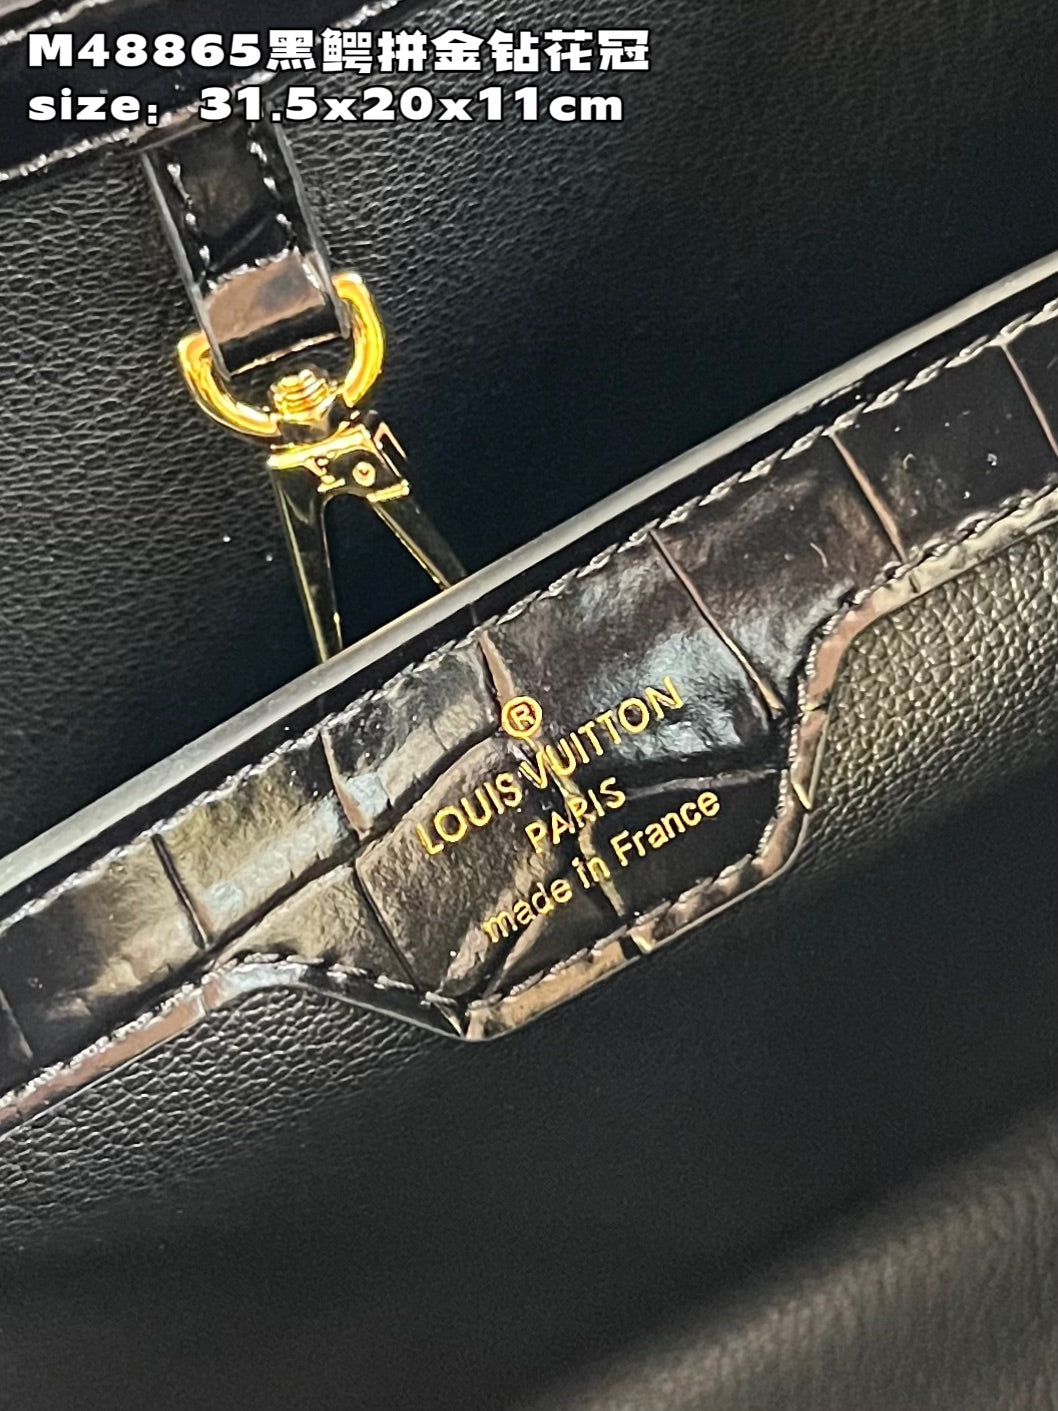 M48865黑鳄拼金钻花冠
size：31.5x20x11cm
®
LOUIS VUITTON
PARIS
made in France